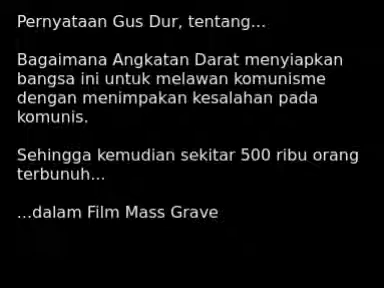 Pernyataan Gus Dur, tentang...
Bagaimana Angkatan Darat menyiapkan
bangsa ini untuk melawan komunisme
dengan menimpakan kesalahan pada
komunis.
Sehingga kemudian sekitar 500 ribu orang
terbunuh...
...dalam Film Mass Grave